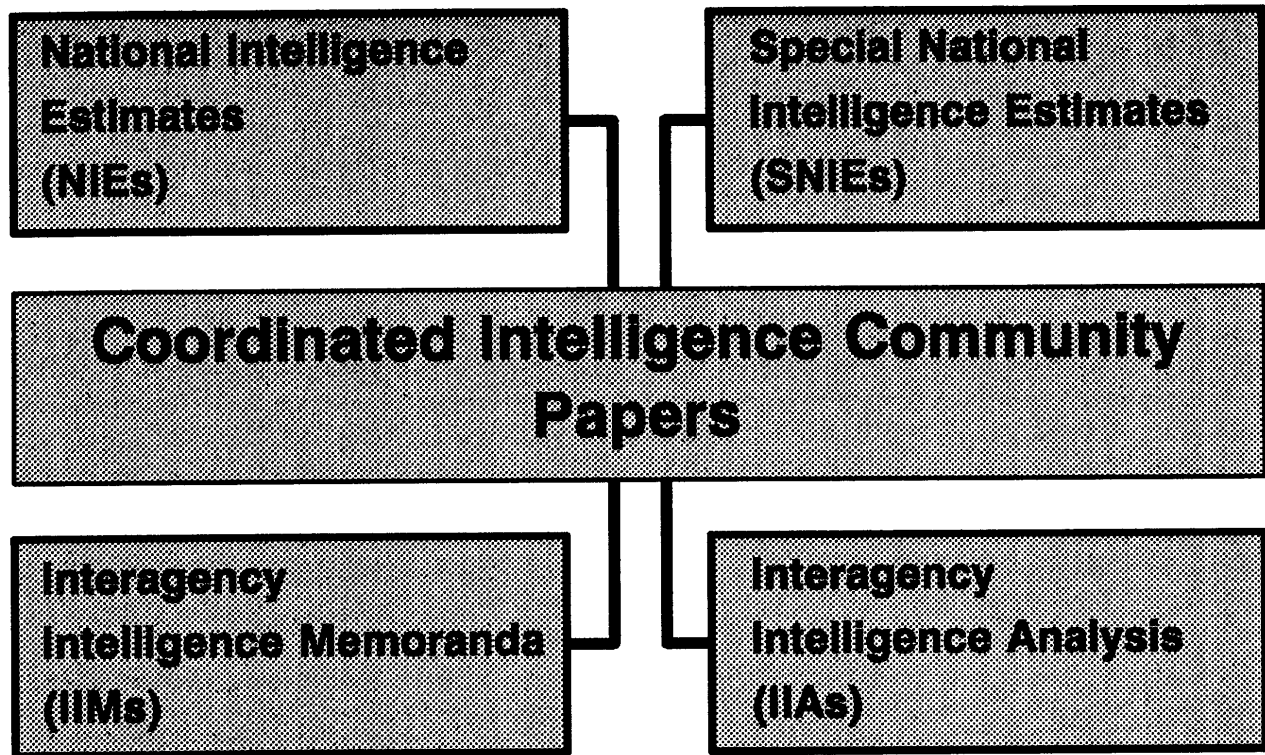 National Intelligence
Estimates
(NIEs)
Special National
Intelligence Estimates
(SNIEs)
Coordinated Intelligence Community
Papers
Interagency
Intelligence Memoranda
(IIMs)
Interagency
Intelligence Analysis
(IIAs)